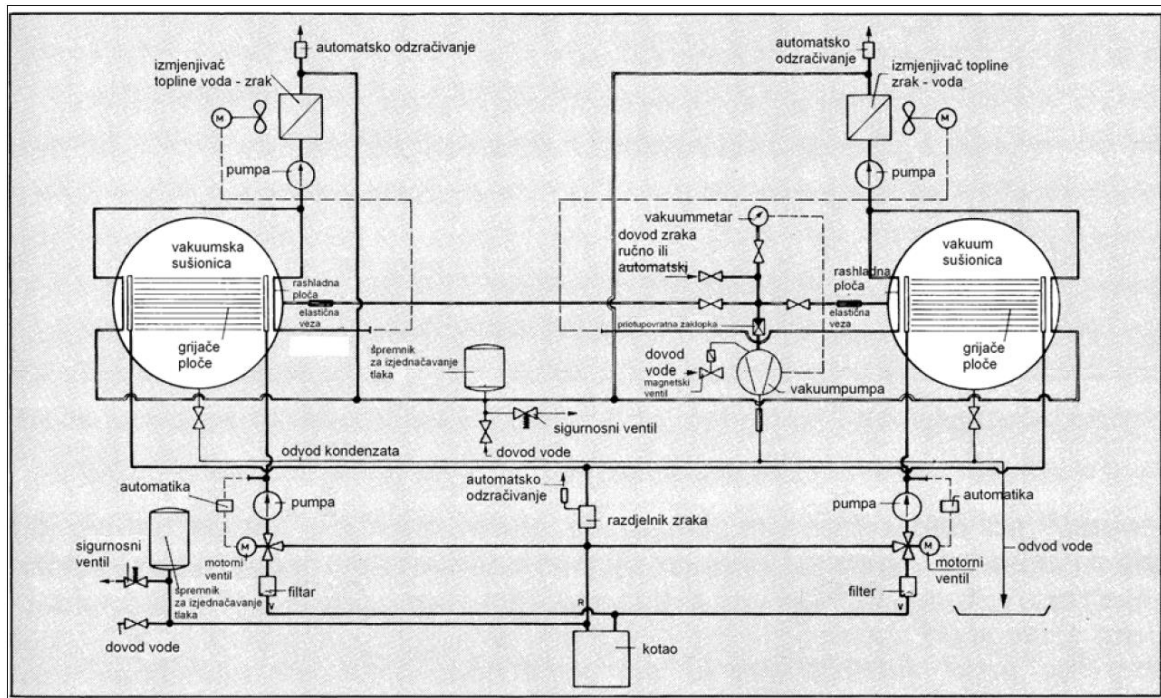 automatsko odzračivanje
izmjenjivač
topline voda - zrak
M
pumpa
vakuumska
sušionica
rashladna
ploča
elastična
veza
grijače
ploče
automatsko
odzračivanje
izmjenjivač topline
zrak - voda
M
pumpa
vakuummetar
dovod zraka
ručno ili
automatski
vakuum
sušionica
rashladna
ploča
elastična
veza
priotupovratna zaklopka
grijače
ploče
dovod
vode
magnetski
ventil
vakuumpumpa
špremnik
za izjednačavanje
tlaka
sigurnosni ventil
dovod vode
odvod kondenzata
automatika
pumpa
automatsko
odzračivanje
razdjelnik zraka
pumpa
automatika
odvod vode
sigurnosni
ventil
M
motorni
ventil
špremnik
za izjednačavanje
tlaka
filtar
V
R
V
filter
M
motorni
ventil
dovod vode
kotao